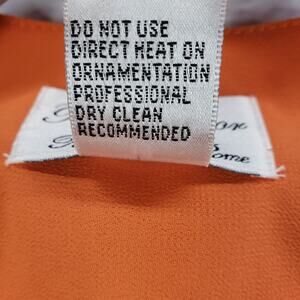 DO NOT USE
DIRECT HEAT ON
ORNAMENTATION
PROFESSIONAL
DRY CLEAN
RECOMMENDED